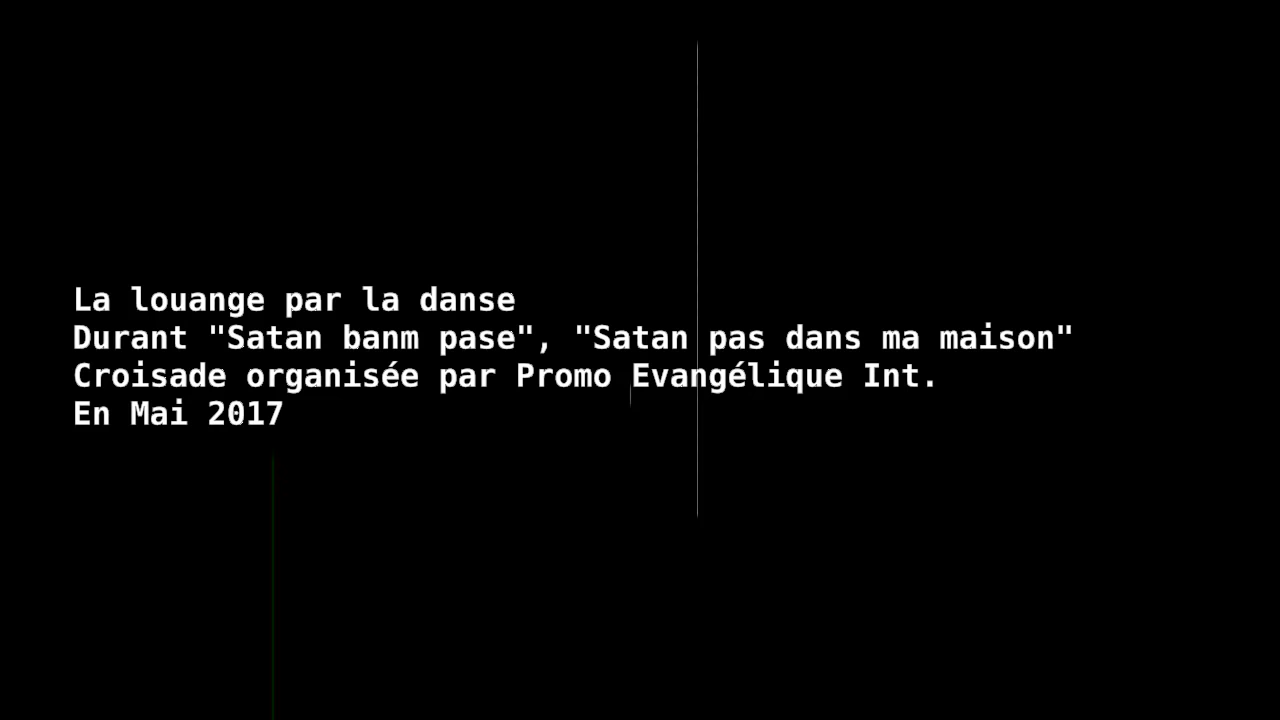 La louange par la danse
Durant "Satan banm pase", "Satan pas dans ma maison"
Croisade organisée par Promo Evangélique Int.
En Mai 2017